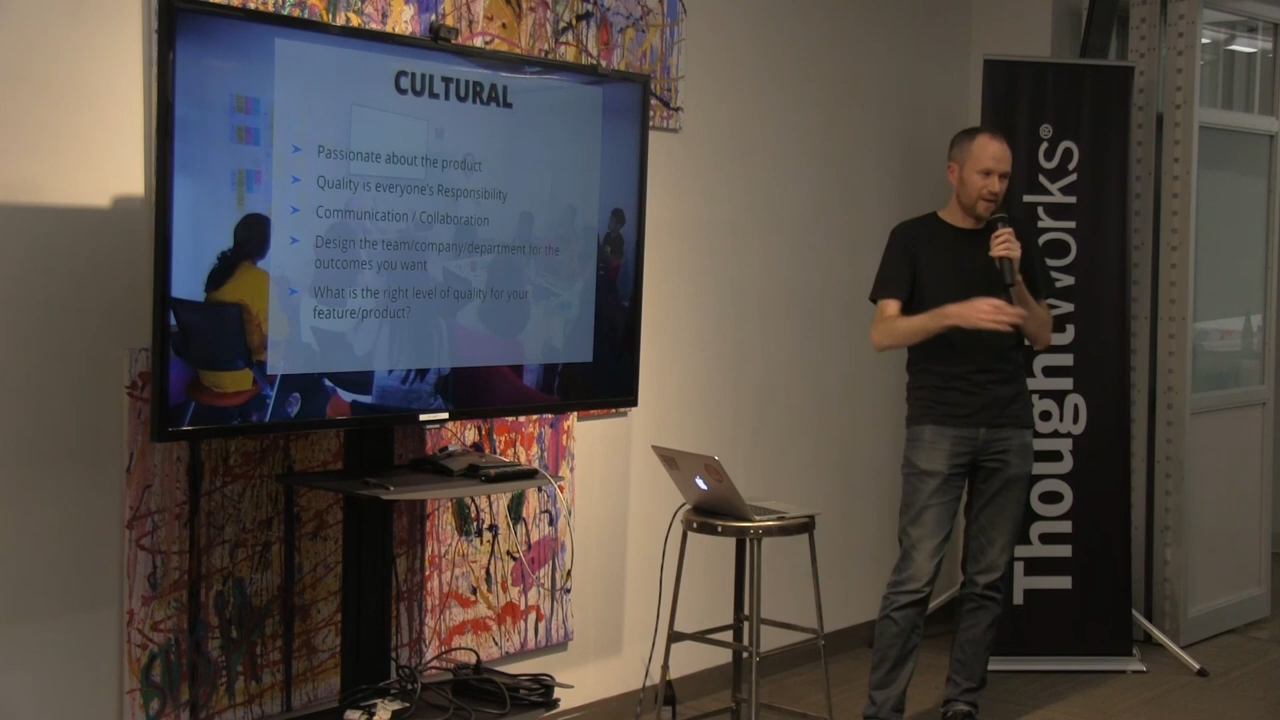 CULTURAL
Passionate about the product
Quality is everyone's Responsibility
Communication / Collaboration
Design the team/company/department for the
outcomes you want
What is the right level of quality for your
feature/product?
Thoughtworks®